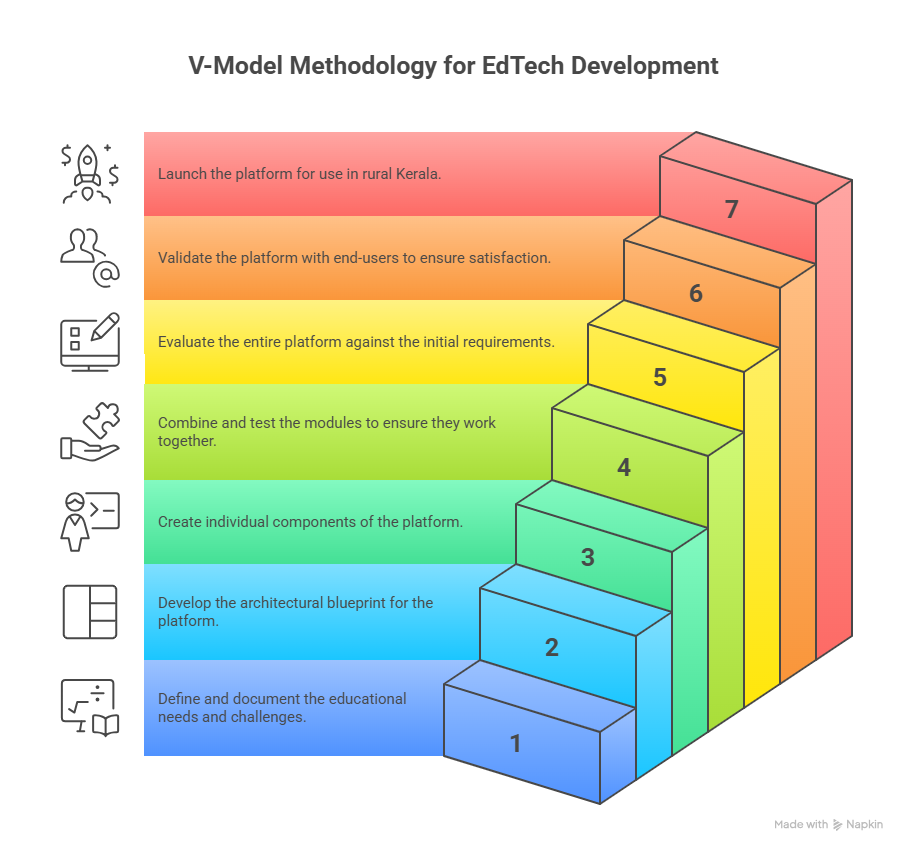 V-Model Methodology for EdTech Development
Launch the platform for use in rural Kerala.
7
Validate the platform with end-users to ensure satisfaction.
6
Evaluate the entire platform against the initial requirements.
5
Combine and test the modules to ensure they work
together.
4
Create individual components of the platform.
3
Develop the architectural blueprint for the
platform.
2
Define and document the educational
needs and challenges.
1
Made with Napkin